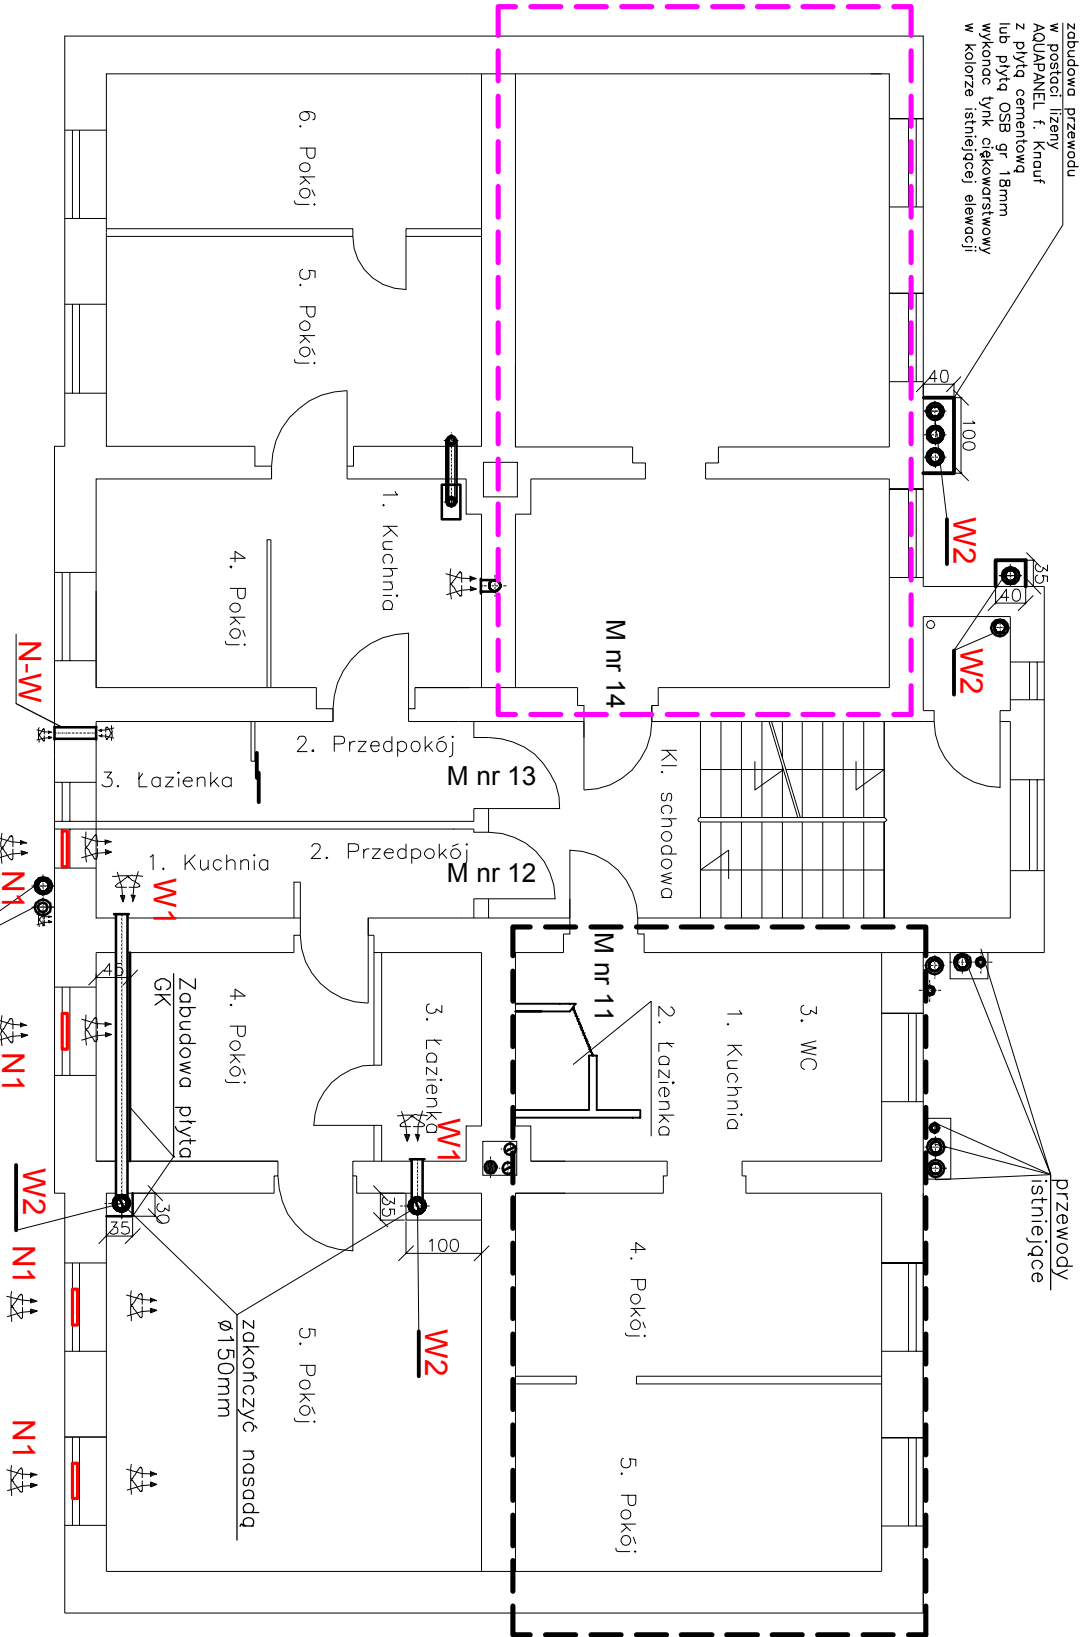 zabudowa przewodu
w postaci lizeny
AQUAPANEL f. Knauf
z płytą cementową
lub płytą OSB gr 18mm
wykonac tynk ciękowarstwowy
w kolorze istniejącej elewacji
40
100
W2
35
40
W2
6. Pokój
5. Pokój
1. Kuchnia
4. Pokój
M nr 14
N-W
2. Przedpokój
3. Łazienka
M nr 13
Kl. schodowa
1. Kuchnia
2. Przedpokój
M nr 12
N1
W1
M nr 11
3. WC
1. Kuchnia
2. Łazienka
3. Łazienka
4. Pokój
45
Zabudowa płyta
GK
N1
W1
przewody
istniejące
W2
30
35
35
100
W2
4. Pokój
5. Pokój
5. Pokój
zakończyć nasadą
ø150mm
N1
N1